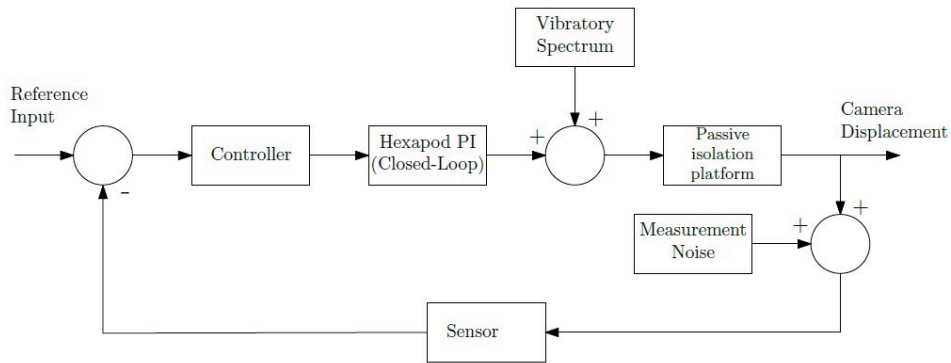 Vibratory
Spectrum
Reference
Input
+
Camera
Displacement
Controller
Hexapod PI
(Closed-Loop)
+
Passive
isolation
platform
-
+
Measurement
Noise
+
Sensor